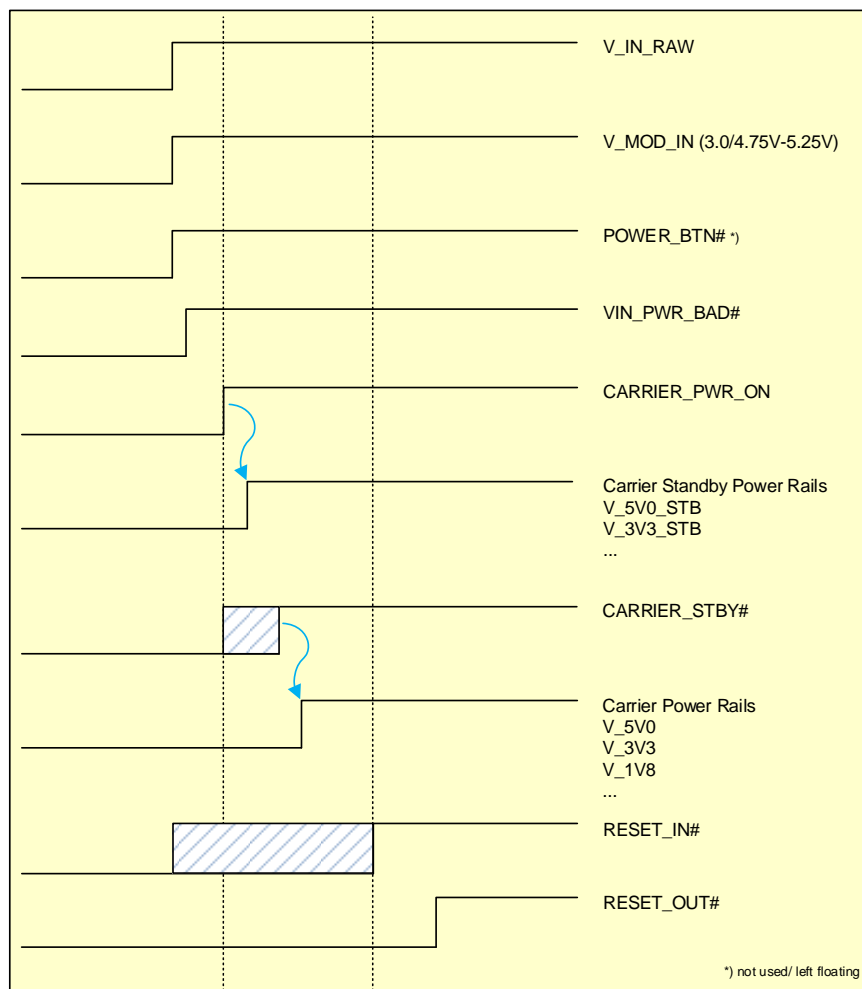 V_IN_RAW
V_MOD_IN (3.0/4.75V-5.25V)
POWER_BTN# *)
VIN_PWR_BAD#
CARRIER_PWR_ON
Carrier Standby Power Rails
V_5V0_STB
V_3V3_STB
...
CARRIER_STBY#
Carrier Power Rails
V_5V0
V_3V3
V_1V8
...
RESET_IN#
RESET_OUT#
*) not used/ left floating